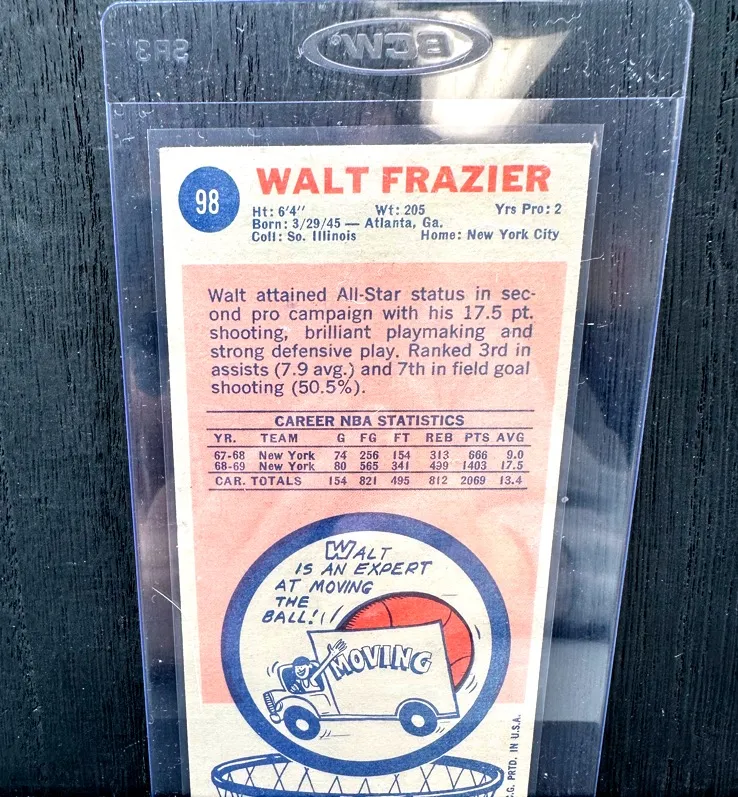 BCW
98
WALT FRAZIER
Ht: 6'4" Wt: 205 Yrs Pro: 2
Born: 3/29/45 — Atlanta, Ga.
Coll: So. Illinois Home: New York City
Walt attained All-Star status in sec-
ond pro campaign with his 17.5 pt.
shooting, brilliant playmaking and
strong defensive play. Ranked 3rd in
assists (7.9 avg.) and 7th in field goal
shooting (50.5%).
CAREER NBA STATISTICS
YR. TEAM G FG FT REB PTS AVG
67-68 New York 74 256 154 313 666 9.0
68-69 New York 80 565 341 499 1403 17.5
CAR. TOTALS 154 821 495 812 2069 13.4
WALT
IS AN EXPERT
AT MOVING
THE
BALL!
MOVING
.G. PRTD. IN U.S.A.